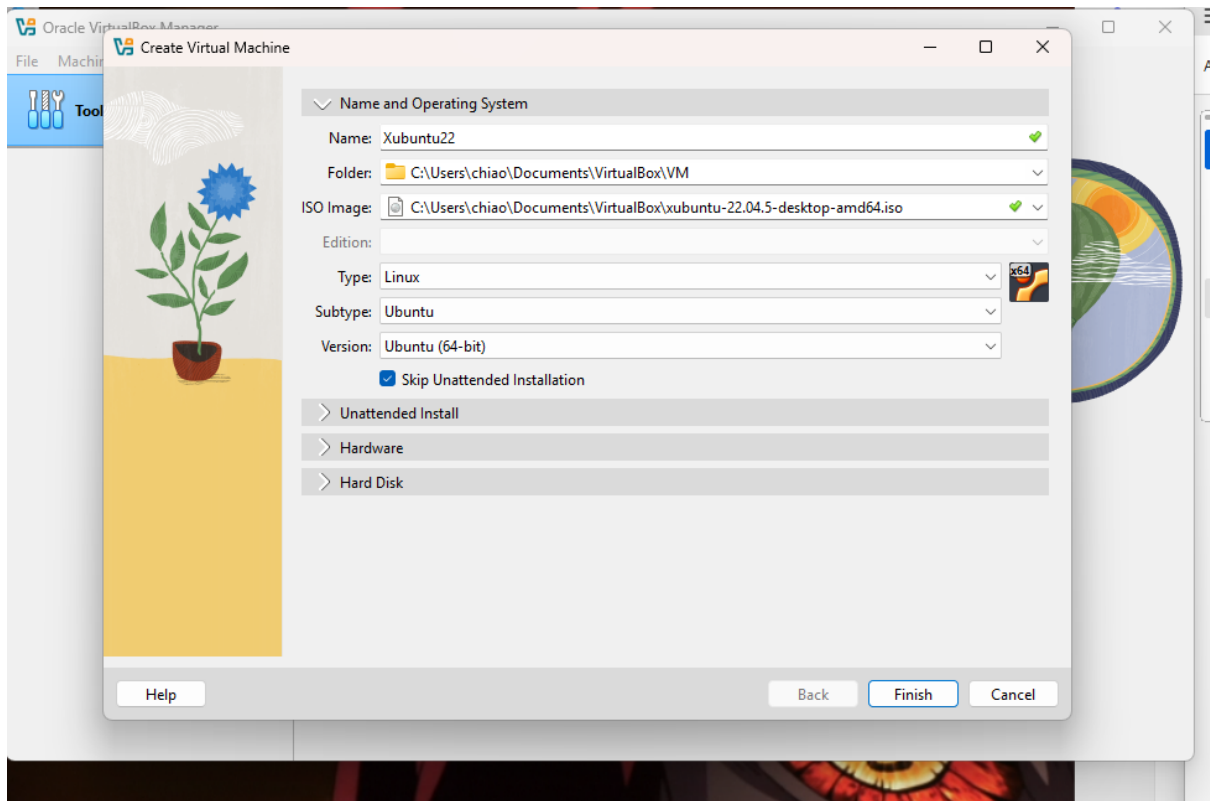 Oracle VirtualBox Manager
File Machin
Tool
Create Virtual Machine
Name and Operating System
Name: Xubuntu22
Folder: C:\Users\chiao\Documents\VirtualBox\VM
ISO Image: C:\Users\chiao\Documents\VirtualBox\xubuntu-22.04.5-desktop-amd64.iso
Edition:
Type: Linux
x64
Subtype: Ubuntu
Version: Ubuntu (64-bit)
Skip Unattended Installation
Unattended Install
Hardware
Hard Disk
Help Back Finish Cancel